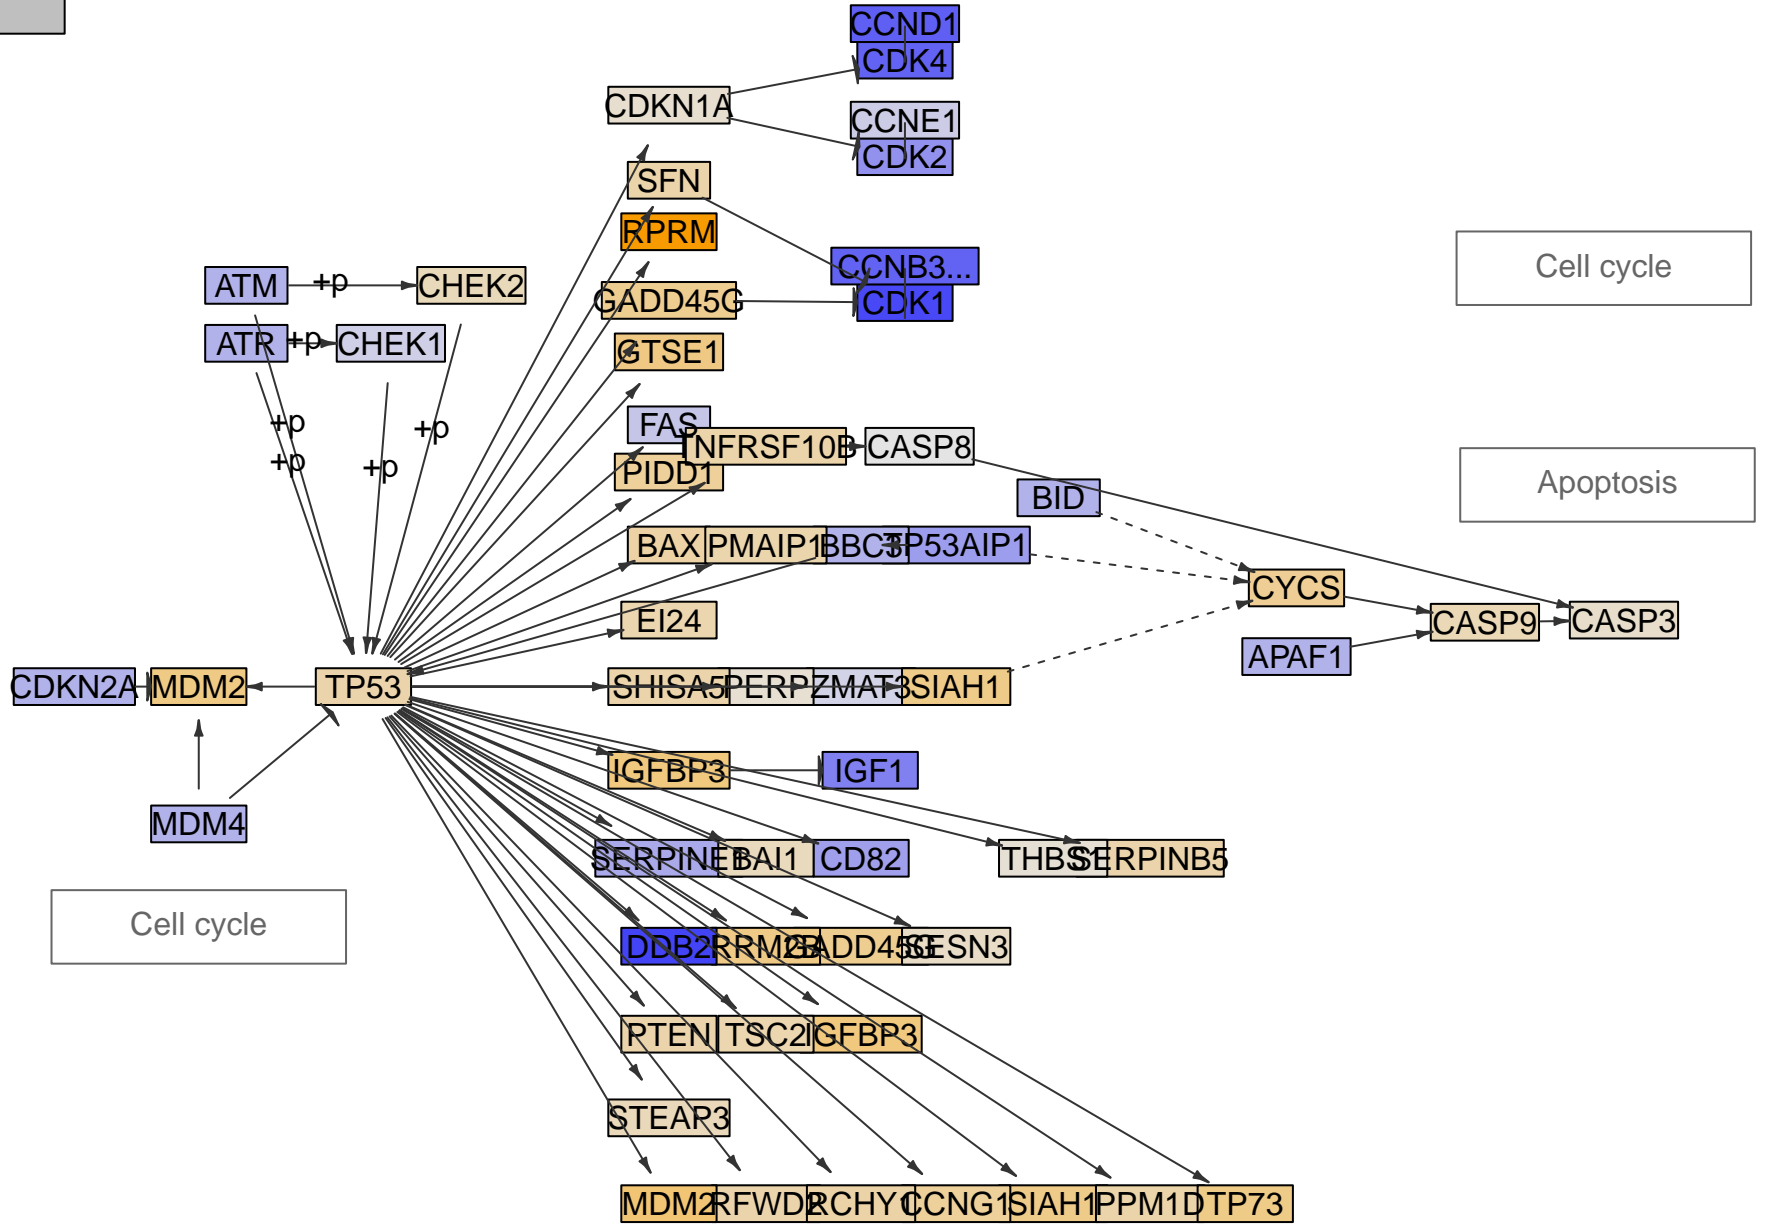 CCND1
CDK4
CDKN1A
CCNE1
CDK2
SFN
RPRM
CCNB3...
Cell cycle
ATM
+p
CHEK2
GADD45G
CDK1
ATR
+p
CHEK1
GTSE1
FAS
+p
+p
TNFRSF10B
CASP8
+p
+p
PIDD1
Apoptosis
BID
BAX
PMAIP1
BBC3
TP53AIP1
CYCS
EI24
CASP9
CASP3
APAF1
CDKN2A
MDM2
TP53
SHISA5
PERP
ZMAT3
SIAH1
IGFBP3
IGF1
MDM4
SERPINE1
BAI1
CD82
THBS1
SERPINB5
Cell cycle
DDB2
RRM2B
GADD45G
SESN3
PTEN
TSC2
IGFBP3
STEAP3
MDM2
RFWD2
RCHY1
CCNG1
SIAH1
PPM1D
TP73